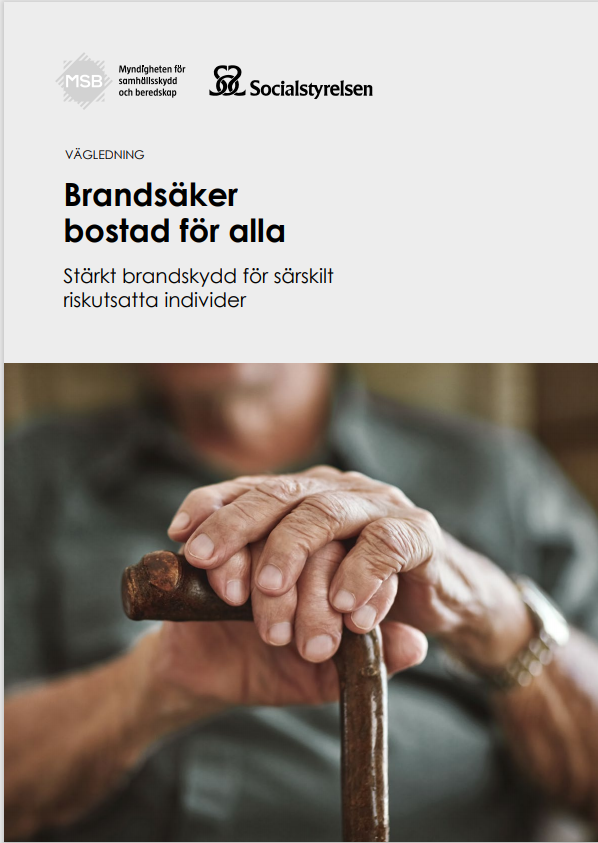 MSB
Myndigheten för
samhällsskydd
och beredskap
Socialstyrelsen
VÄGLEDNING
Brandsäker
bostad för alla
Stärkt brandskydd för särskilt
riskutsatta individer